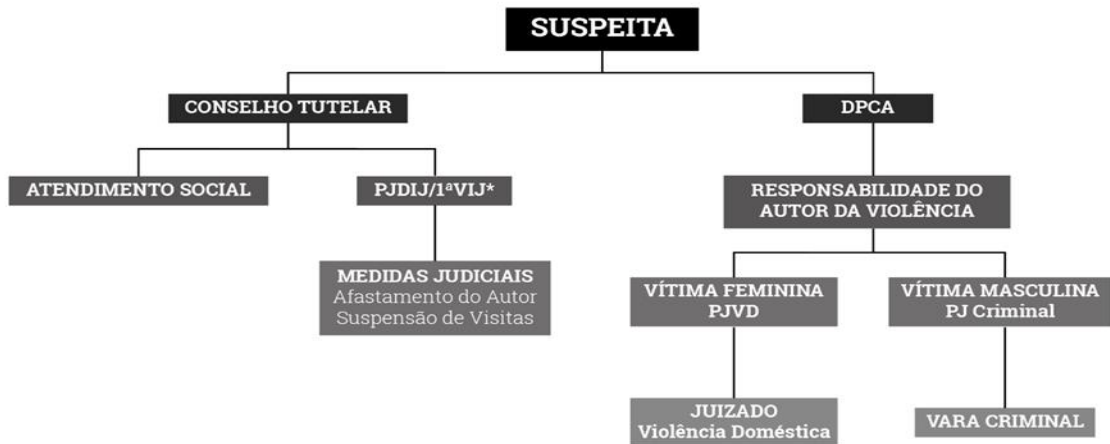 SUSPEITA
CONSELHO TUTELAR
DPCA
ATENDIMENTO SOCIAL
PJDIJ/1ªVIJ*
RESPONSABILIDADE DO
AUTOR DA VIOLÊNCIA
MEDIDAS JUDICIAIS
Afastamento do Autor
Suspensão de Visitas
VÍTIMA FEMININA
PJVD
VÍTIMA MASCULINA
PJ Criminal
JUIZADO
Violência Doméstica
VARA CRIMINAL